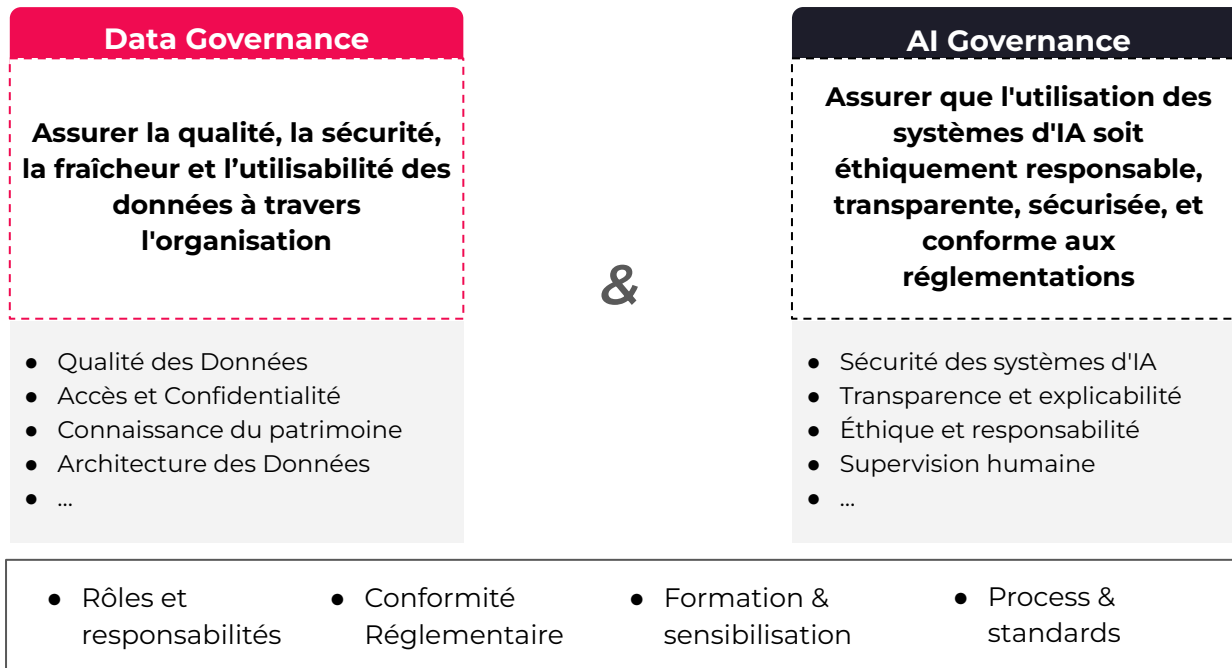 Data Governance
Assurer la qualité, la sécurité,
la fraîcheur et l’utilisabilité des
données à travers
l'organisation
● Qualité des Données
● Accès et Confidentialité
● Connaissance du patrimoine
● Architecture des Données
● ...
&
AI Governance
Assurer que l'utilisation des
systèmes d'IA soit
éthiquement responsable,
transparente, sécurisée, et
conforme aux
réglementations
● Sécurité des systèmes d'IA
● Transparence et explicabilité
● Éthique et responsabilité
● Supervision humaine
● ...
● Rôles et
responsabilités
● Conformité
Réglementaire
● Formation &
sensibilisation
● Process &
standards